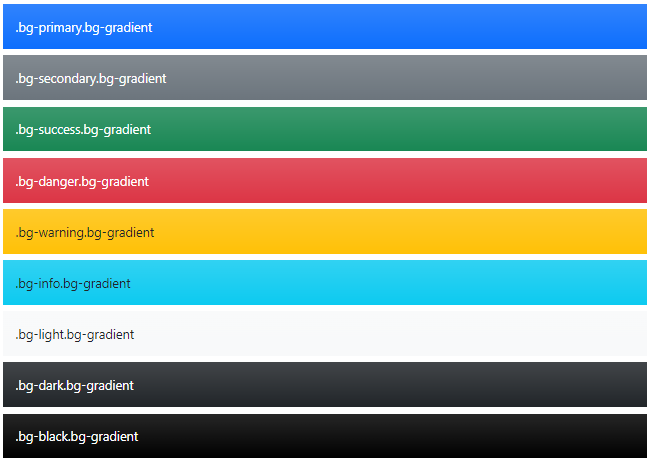 .bg-primary.bg-gradient
.bg-secondary.bg-gradient
.bg-success.bg-gradient
.bg-danger.bg-gradient
.bg-warning.bg-gradient
.bg-info.bg-gradient
.bg-light.bg-gradient
.bg-dark.bg-gradient
.bg-black.bg-gradient